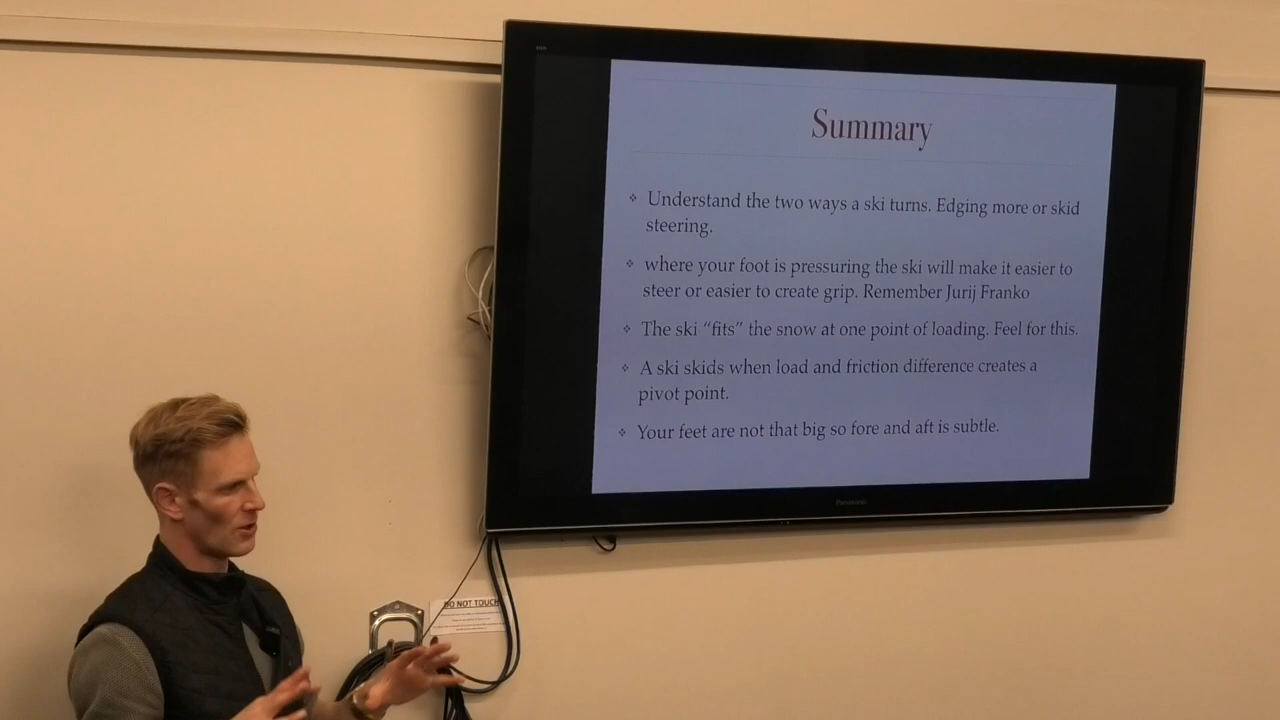 Summary
Understand the two ways a ski turns. Edging more or skid
steering.
where your foot is pressuring the ski will make it easier to
steer or easier to create grip. Remember Jurij Franko
The ski “fits” the snow at one point of loading. Feel for this.
A ski skids when load and friction difference creates a
pivot point.
Your feet are not that big so fore and aft is subtle.
Panasonic
DO NOT TOUCH